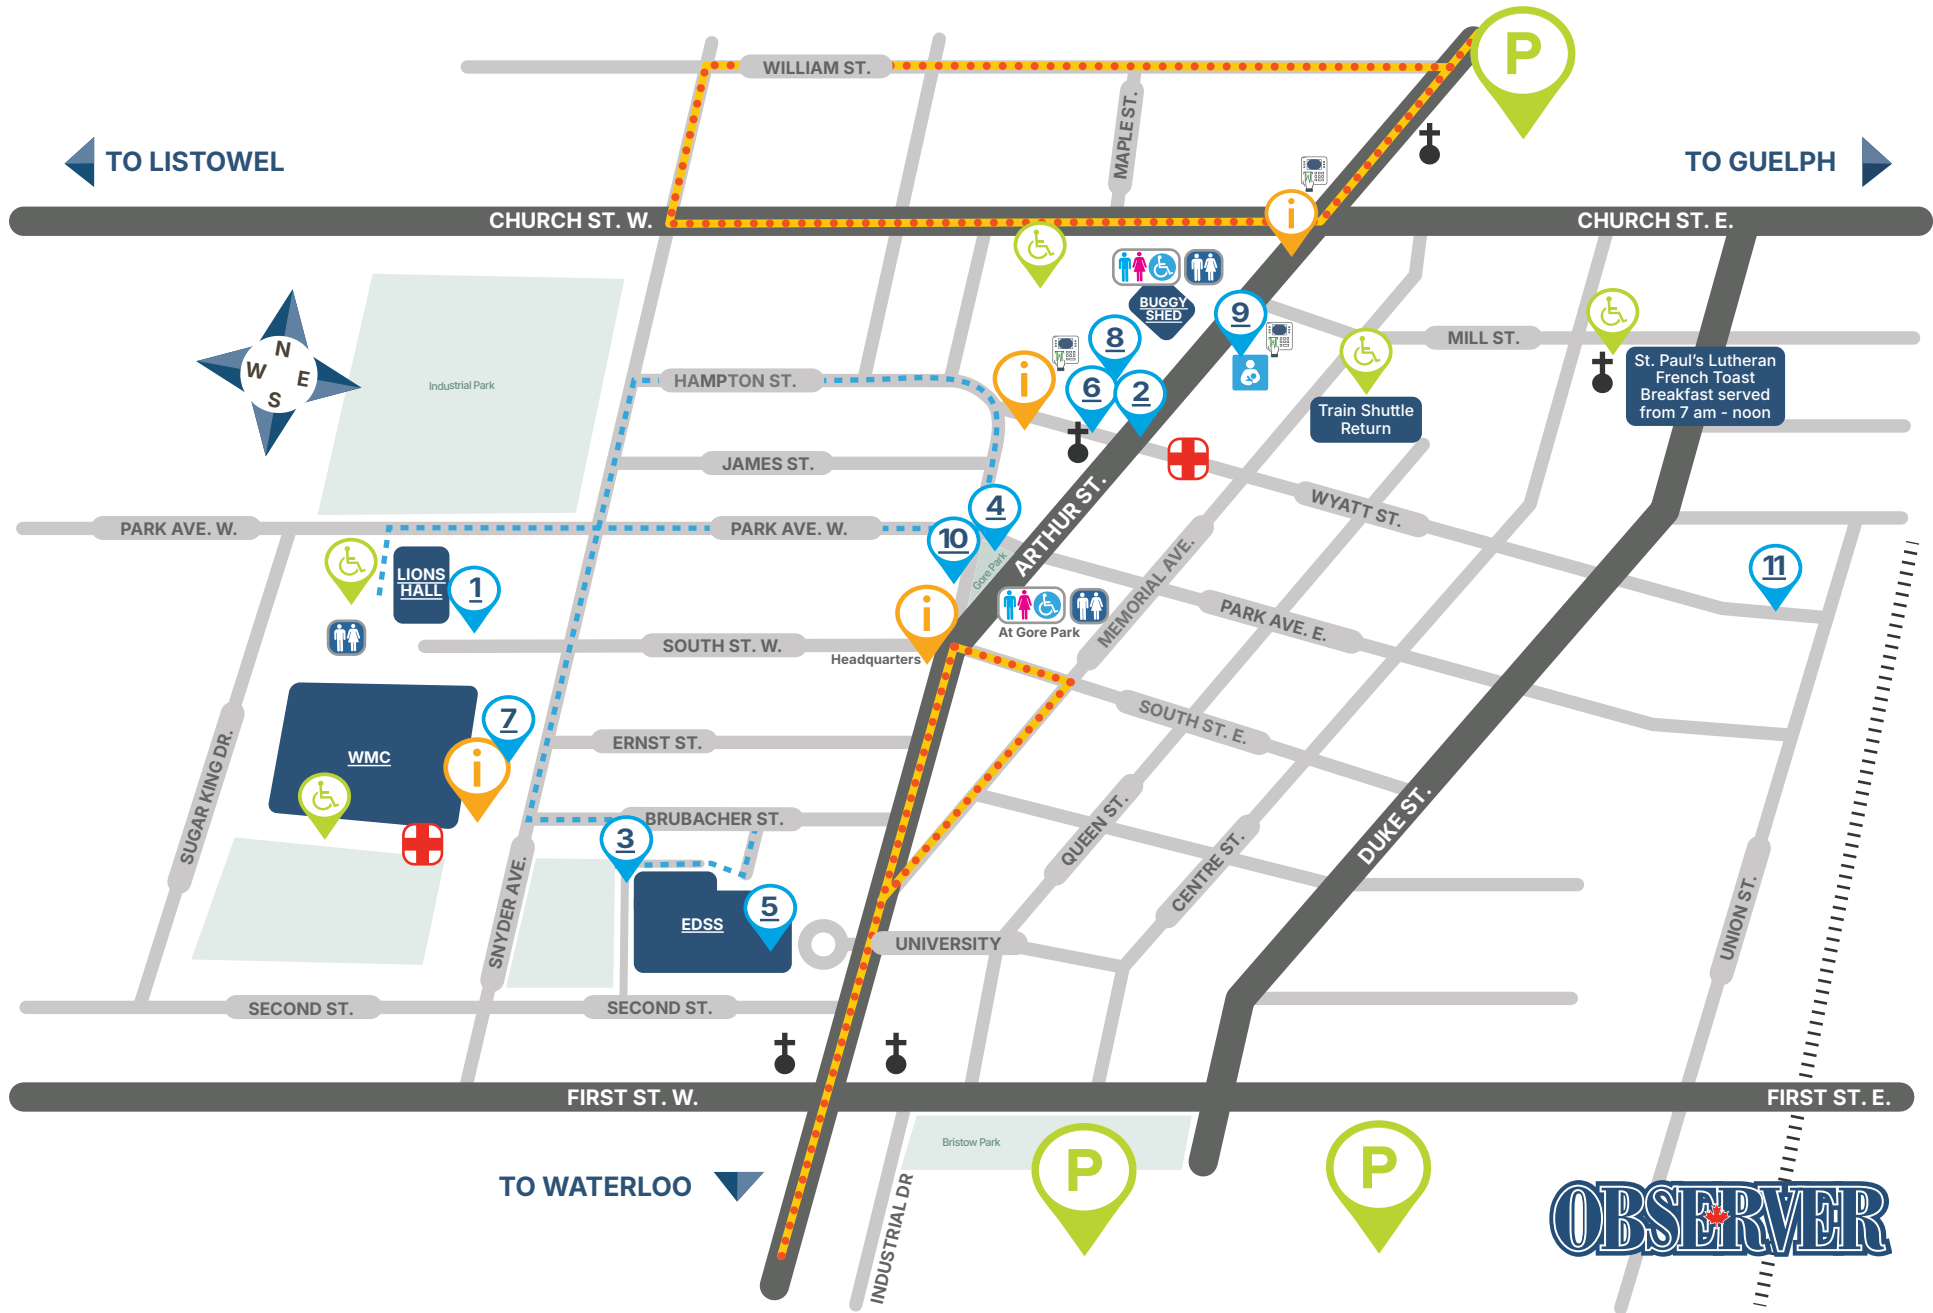 P
WILLIAM ST.
MAPLE ST.
TO LISTOWEL
TO GUELPH
CHURCH ST. W.
i
CHURCH ST. E.
BUGGY
SHED
9
8
MILL ST.
N
W
E
S
Industrial Park
HAMPTON ST.
i
6
2
St. Paul's Lutheran
French Toast
Breakfast served
from 7 am - noon
Train Shuttle
Return
JAMES ST.
WYATT ST.
ARTHUR ST.
PARK AVE. W.
PARK AVE. W.
4
10
Gore Park
MEMORIAL AVE.
11
LIONS
HALL
1
i
At Gore Park
PARK AVE. E.
SOUTH ST. W.
Headquarters
7
SOUTH ST. E.
ERNST ST.
WMC
i
SUGAR KING DR.
BRUBACHER ST.
3
QUEEN ST.
DUKE ST.
CENTRE ST.
SNYDER AVE.
5
EDSS
UNIVERSITY
UNION ST.
SECOND ST.
SECOND ST.
FIRST ST. W.
FIRST ST. E.
Bristow Park
P
P
TO WATERLOO
INDUSTRIAL DR
OBSERVER